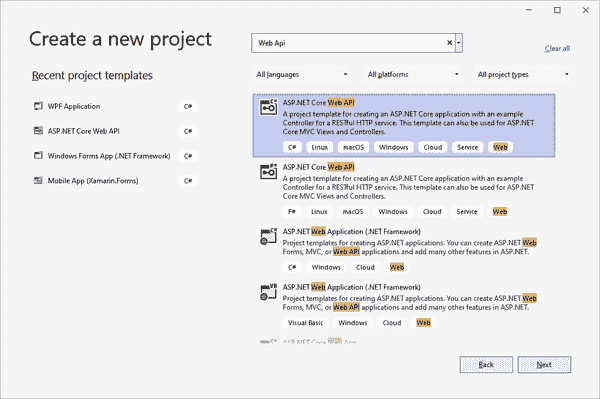 Create a new project
Web Api
Clear all
Recent project templates
All languages
All platforms
All project types
WPF Application
C#
ASP.NET Core Web API
C#
Windows Forms App (.NET Framework)
C#
Mobile App (Xamarin.Forms)
C#
ASP.NET Core Web API
A project template for creating an ASP.NET Core application with an example
Controller for a RESTful HTTP service. This template can also be used for ASP.NET
Core MVC Views and Controllers.
C# Linux macOS Windows Cloud Service Web
ASP.NET Core Web API
A project template for creating an ASP.NET Core application with an example
Controller for a RESTful HTTP service. This template can also be used for ASP.NET
Core MVC Views and Controllers.
F# Linux macOS Windows Cloud Service Web
ASP.NET Web Application (.NET Framework)
Project templates for creating ASP.NET applications. You can create ASP.NET Web
Forms, MVC, or Web API applications and add many other features in ASP.NET.
C# Windows Cloud Web
ASP.NET Web Application (.NET Framework)
Project templates for creating ASP.NET applications. You can create ASP.NET Web
Forms, MVC, or Web API applications and add many other features in ASP.NET.
Visual Basic Windows Cloud Web
Back
Next